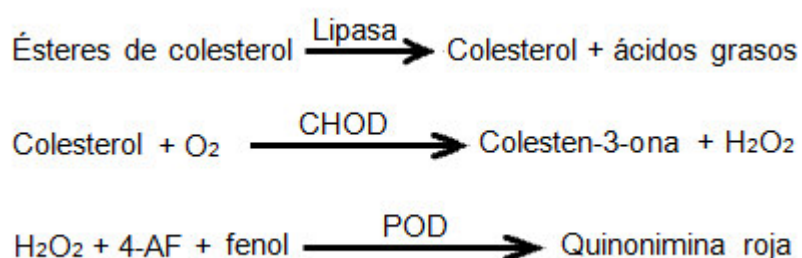 Ésteres de colesterol Lipasa Colesterol + ácidos grasos
Colesterol + O₂ CHOD Colesten-3-ona + H₂O₂
H₂O₂ + 4-AF + fenol POD Quinonimina roja